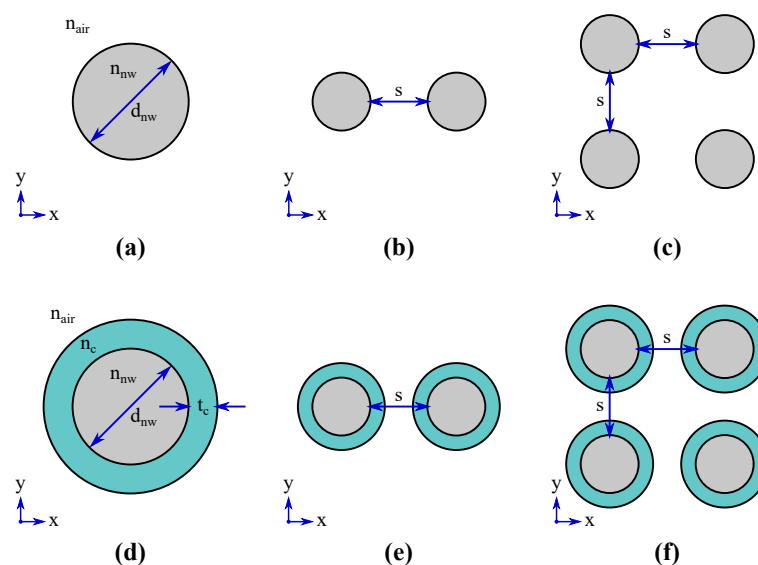 n_air
n_nw
d_nw
y
x
(a)
s
y
x
(b)
s
s
y
x
(c)
n_air
n_c
n_nw
d_nw
t_c
y
x
(d)
s
y
x
(e)
s
s
y
x
(f)